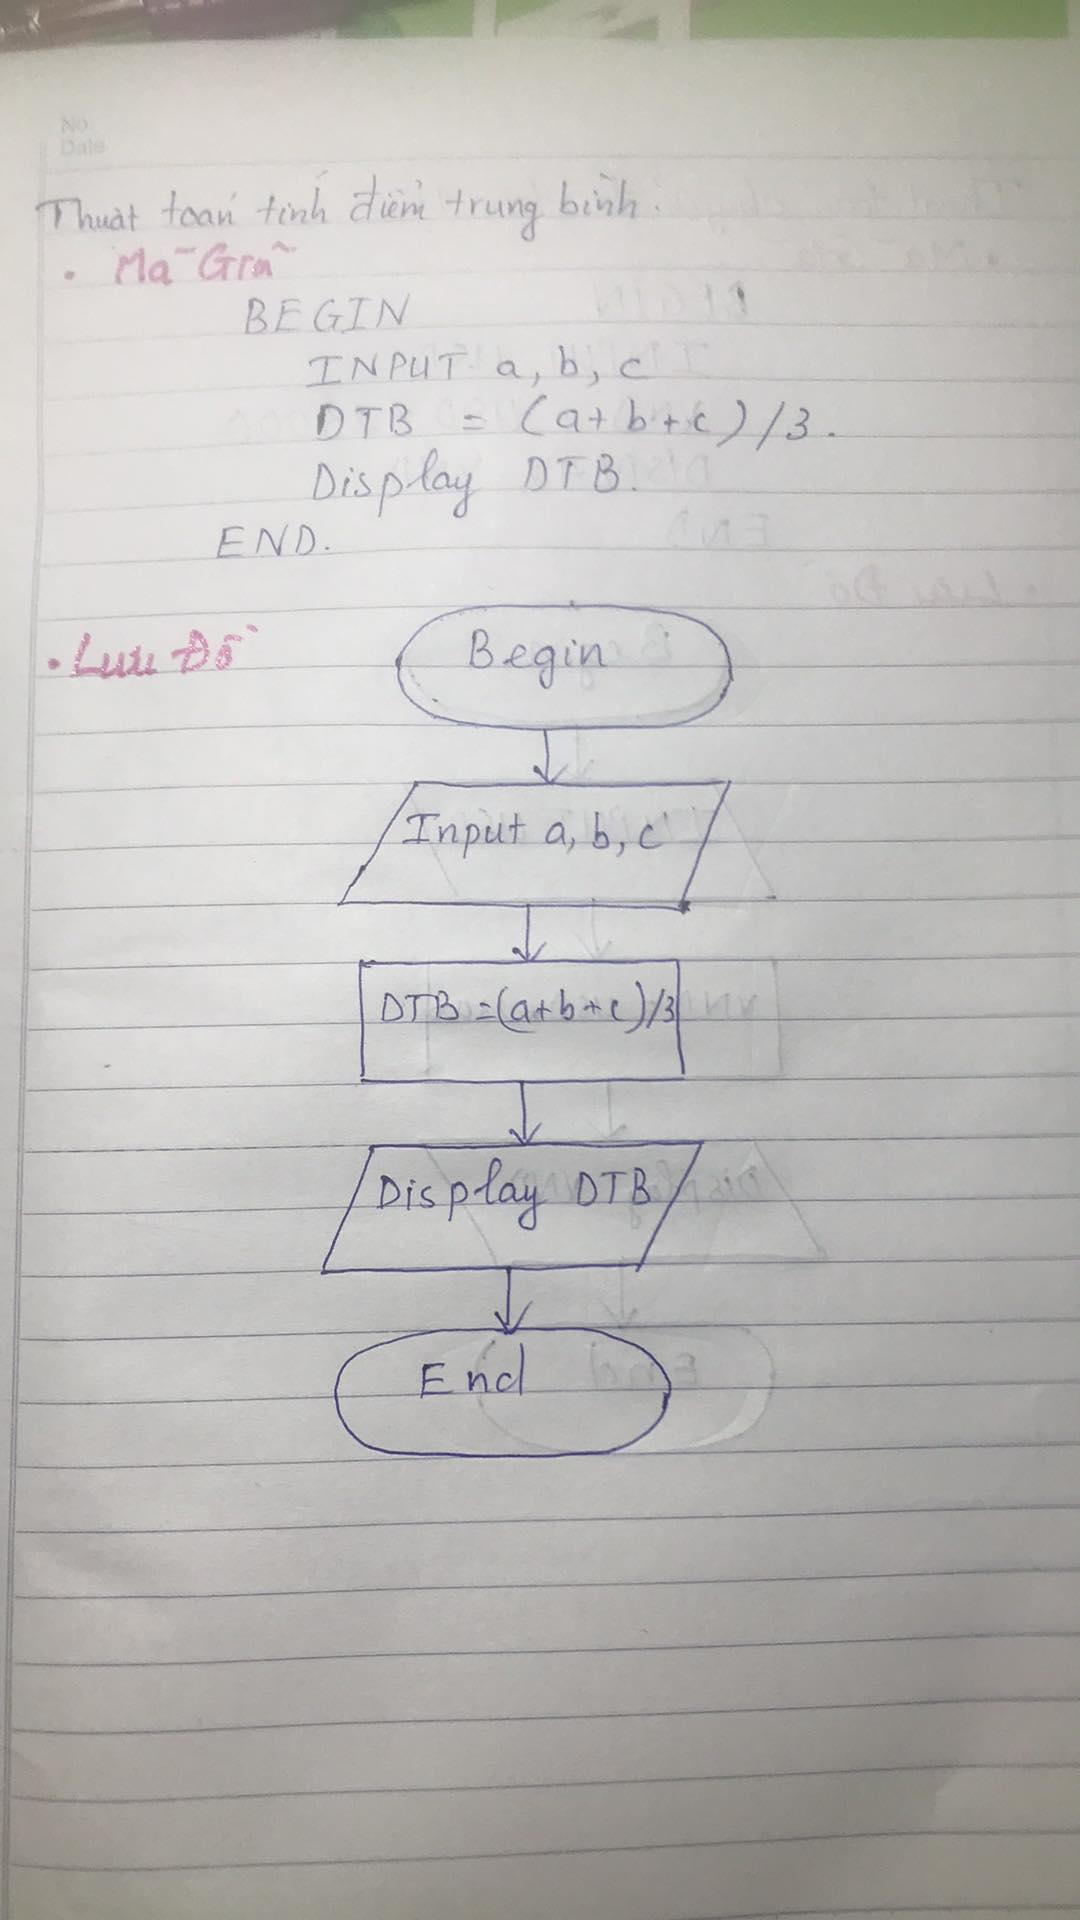 No.
Date
Thuật toán tính điểm trung bình.
• Mã Giả
BEGIN
INPUT a, b, c
DTB = (a+b+c)/3.
Display DTB.
END.
• Lưu Đồ
Begin
Input a, b, c
DTB=(a+b+c)/3
Display DTB
End